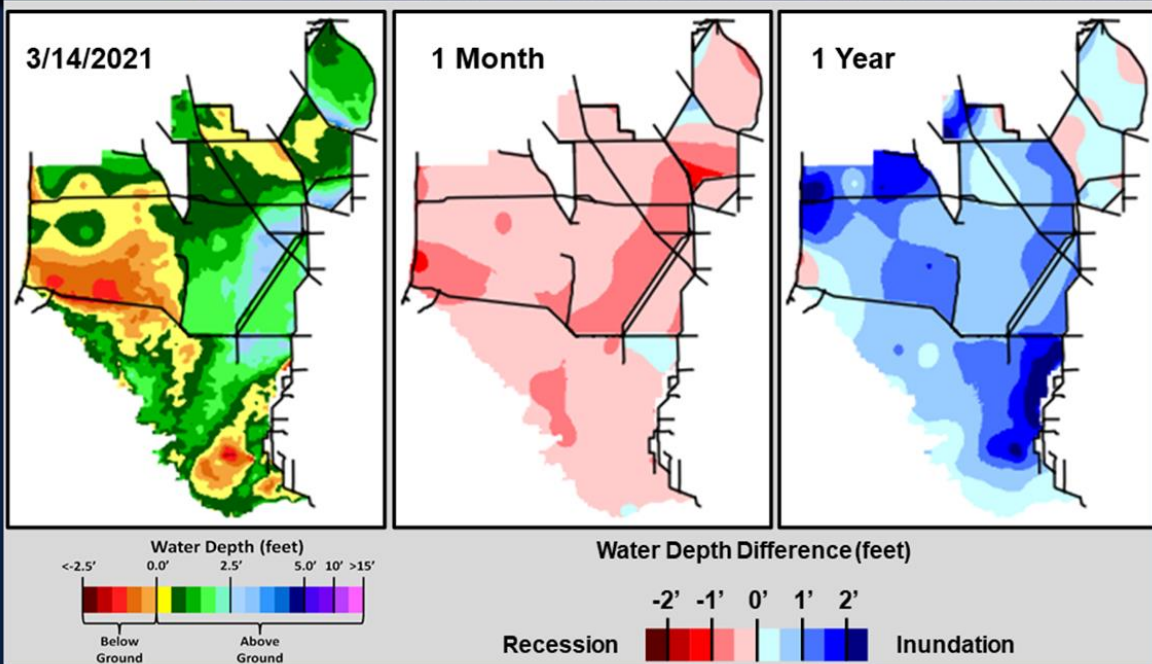 3/14/2021
1 Month
1 Year
Water Depth (feet)
<-2.5' 0.0' 2.5' 5.0' 10' >15'
Below
Ground
Above
Ground
Water Depth Difference (feet)
-2' -1' 0' 1' 2'
Recession
Inundation